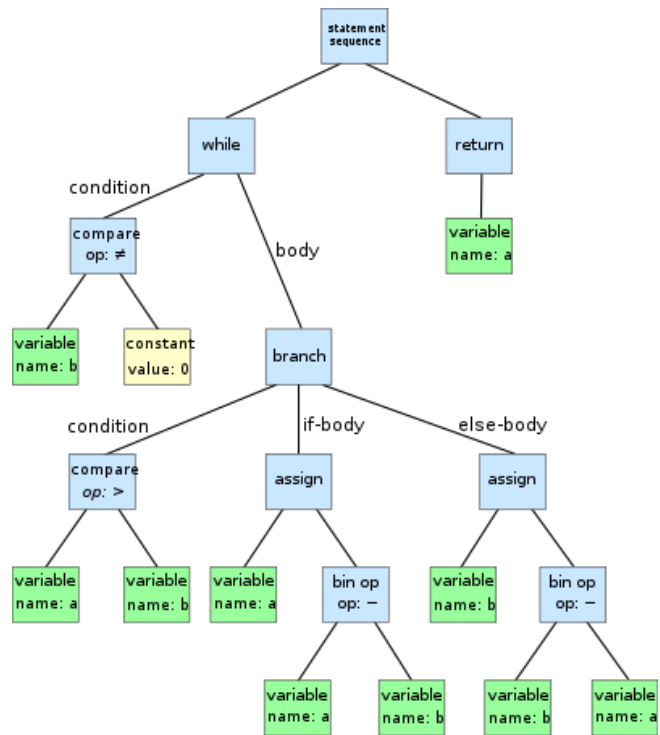 statement
sequence
while
return
condition
compare
op: ≠
body
variable
name: a
variable
name: b
constant
value: 0
branch
condition
if-body
else-body
compare
op: >
assign
assign
variable
name: a
variable
name: b
variable
name: a
bin op
op: −
variable
name: b
bin op
op: −
variable
name: a
variable
name: b
variable
name: b
variable
name: a